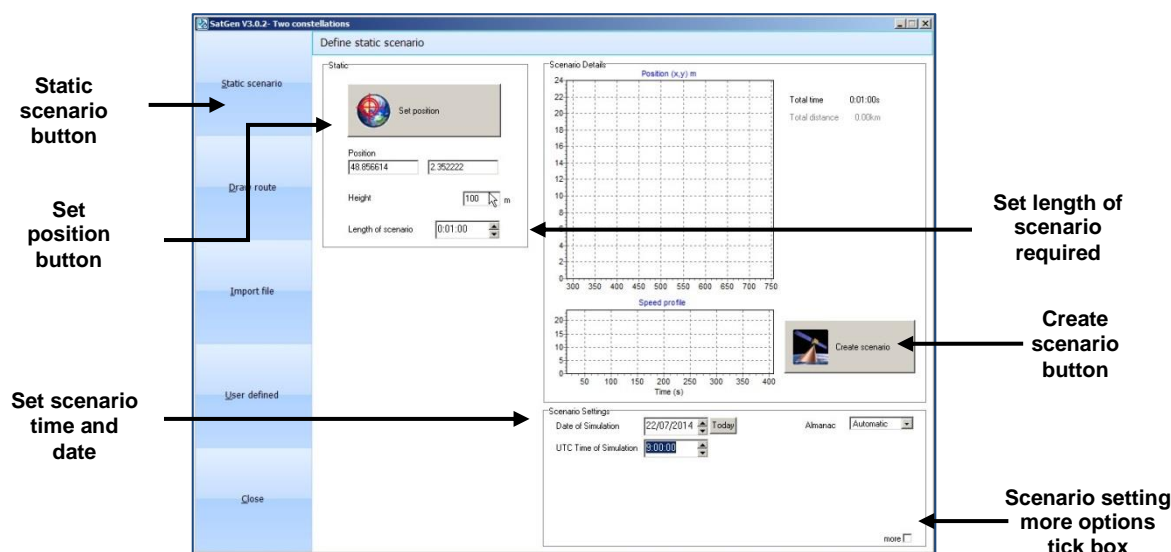 SatGen V3.0.2- Two constellations
Define static scenario
Static scenario
Draw route
Import file
User defined
Close
Static
Set position
Position
48.856614 2.352222
Height 100 m
Length of scenario 0:01:00
Scenario Details
Position (x,y) m
24
22
20
18
16
14
12
10
8
6
4
2
0
300 350 400 450 500 550 600 650 700 750
Total time 0:01:00s
Total distance 0.00km
Speed profile
20
15
10
5
0
50 100 150 200 250 300 350 400
Time (s)
Create scenario
Scenario Settings
Date of Simulation 22/07/2014 Today
Almanac Automatic
UTC Time of Simulation 9:00:00
more
Static
scenario
button
Set
position
button
Set scenario
time and
date
Set length of
scenario
required
Create
scenario
button
Scenario setting
more options
tick box